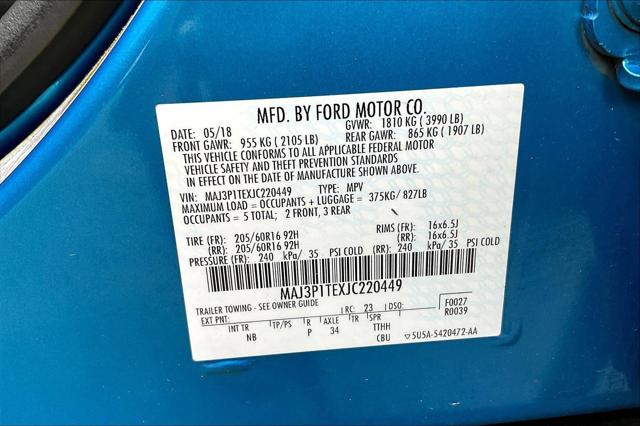 MFD. BY FORD MOTOR CO.
DATE: 05/18 GVWR: 1810 KG ( 3990 LB)
FRONT GAWR: 955 KG ( 2105 LB) REAR GAWR: 865 KG ( 1907 LB)
THIS VEHICLE CONFORMS TO ALL APPLICABLE FEDERAL MOTOR
VEHICLE SAFETY AND THEFT PREVENTION STANDARDS
IN EFFECT ON THE DATE OF MANUFACTURE SHOWN ABOVE.
VIN: MAJ3P1TEXJC220449 TYPE: MPV
MAXIMUM LOAD = OCCUPANTS + LUGGAGE = 375KG/ 827LB
OCCUPANTS = 5 TOTAL; 2 FRONT, 3 REAR
TIRE (FR): 205/60R16 92H RIMS (FR): 16x6.5J
(RR): 205/60R16 92H (RR): 16x6.5J
PRESSURE (FR): 240 kPa/ 35 PSI COLD (RR): 240 kPa/ 35 PSI COLD
MAJ3P1TEXJC220449
TRAILER TOWING - SEE OWNER GUIDE
EXT PNT: RC: 23 DSO: F0027
R0039
INT TR TP/PS R AXLE TR SPR
NB P 34 TTHH
CBU ▽5U5A-5420472-AA